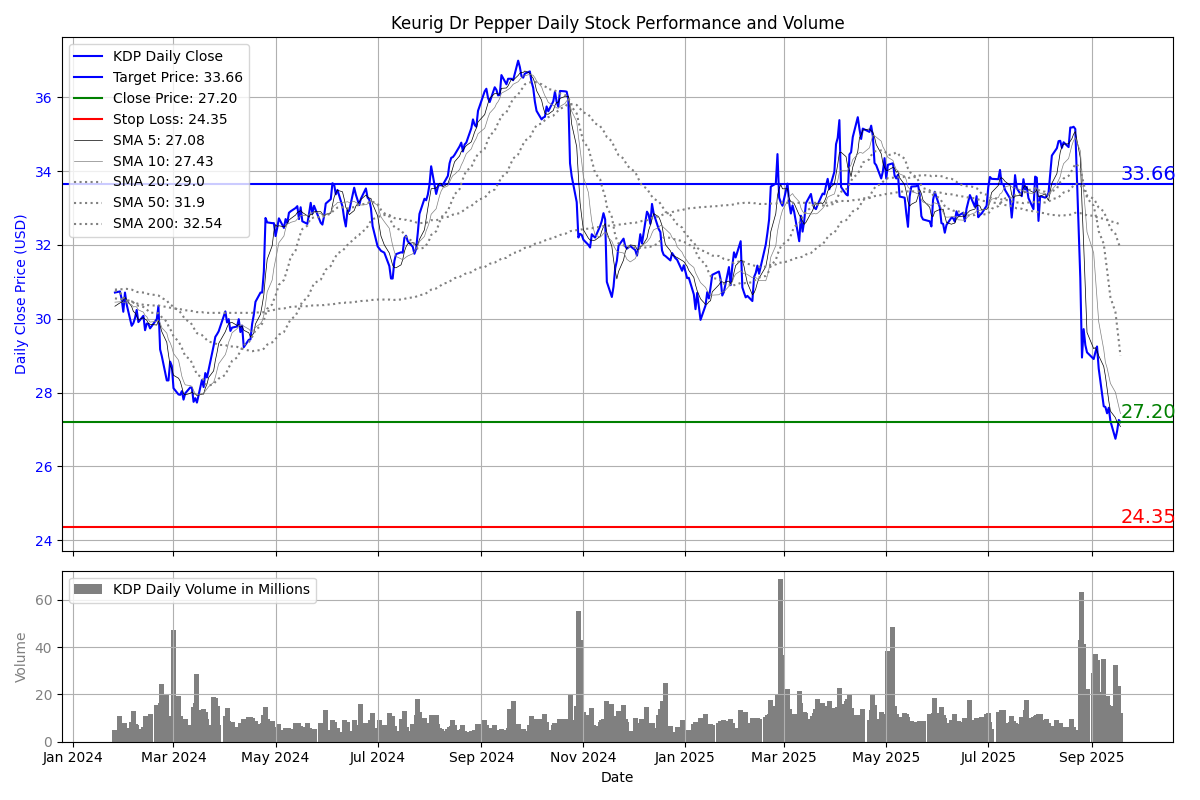 Keurig Dr Pepper Daily Stock Performance and Volume
KDP Daily Close
Target Price: 33.66
Close Price: 27.20
Stop Loss: 24.35
SMA 5: 27.08
SMA 10: 27.43
SMA 20: 29.0
SMA 50: 31.9
SMA 200: 32.54
36
34
32
30
28
26
24
Daily Close Price (USD)
33.66
27.20
24.35
KDP Daily Volume in Millions
60
40
20
0
Volume
Jan 2024 Mar 2024 May 2024 Jul 2024 Sep 2024 Nov 2024 Jan 2025 Mar 2025 May 2025 Jul 2025 Sep 2025
Date